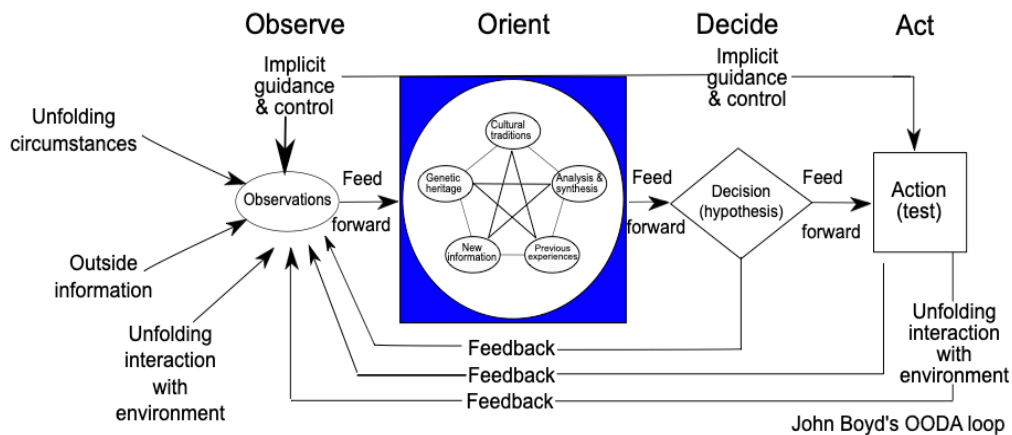 Observe
Orient
Decide
Act
Implicit
guidance
& control
Implicit
guidance
& control
Unfolding
circumstances
Observations
Outside
information
Unfolding
interaction
with
environment
Feed
forward
Cultural
traditions
Genetic
heritage
Analysis &
synthesis
New
information
Previous
experiences
Feed
forward
Decision
(hypothesis)
Feed
forward
Action
(test)
Unfolding
interaction
with
environment
Feedback
Feedback
Feedback
John Boyd's OODA loop